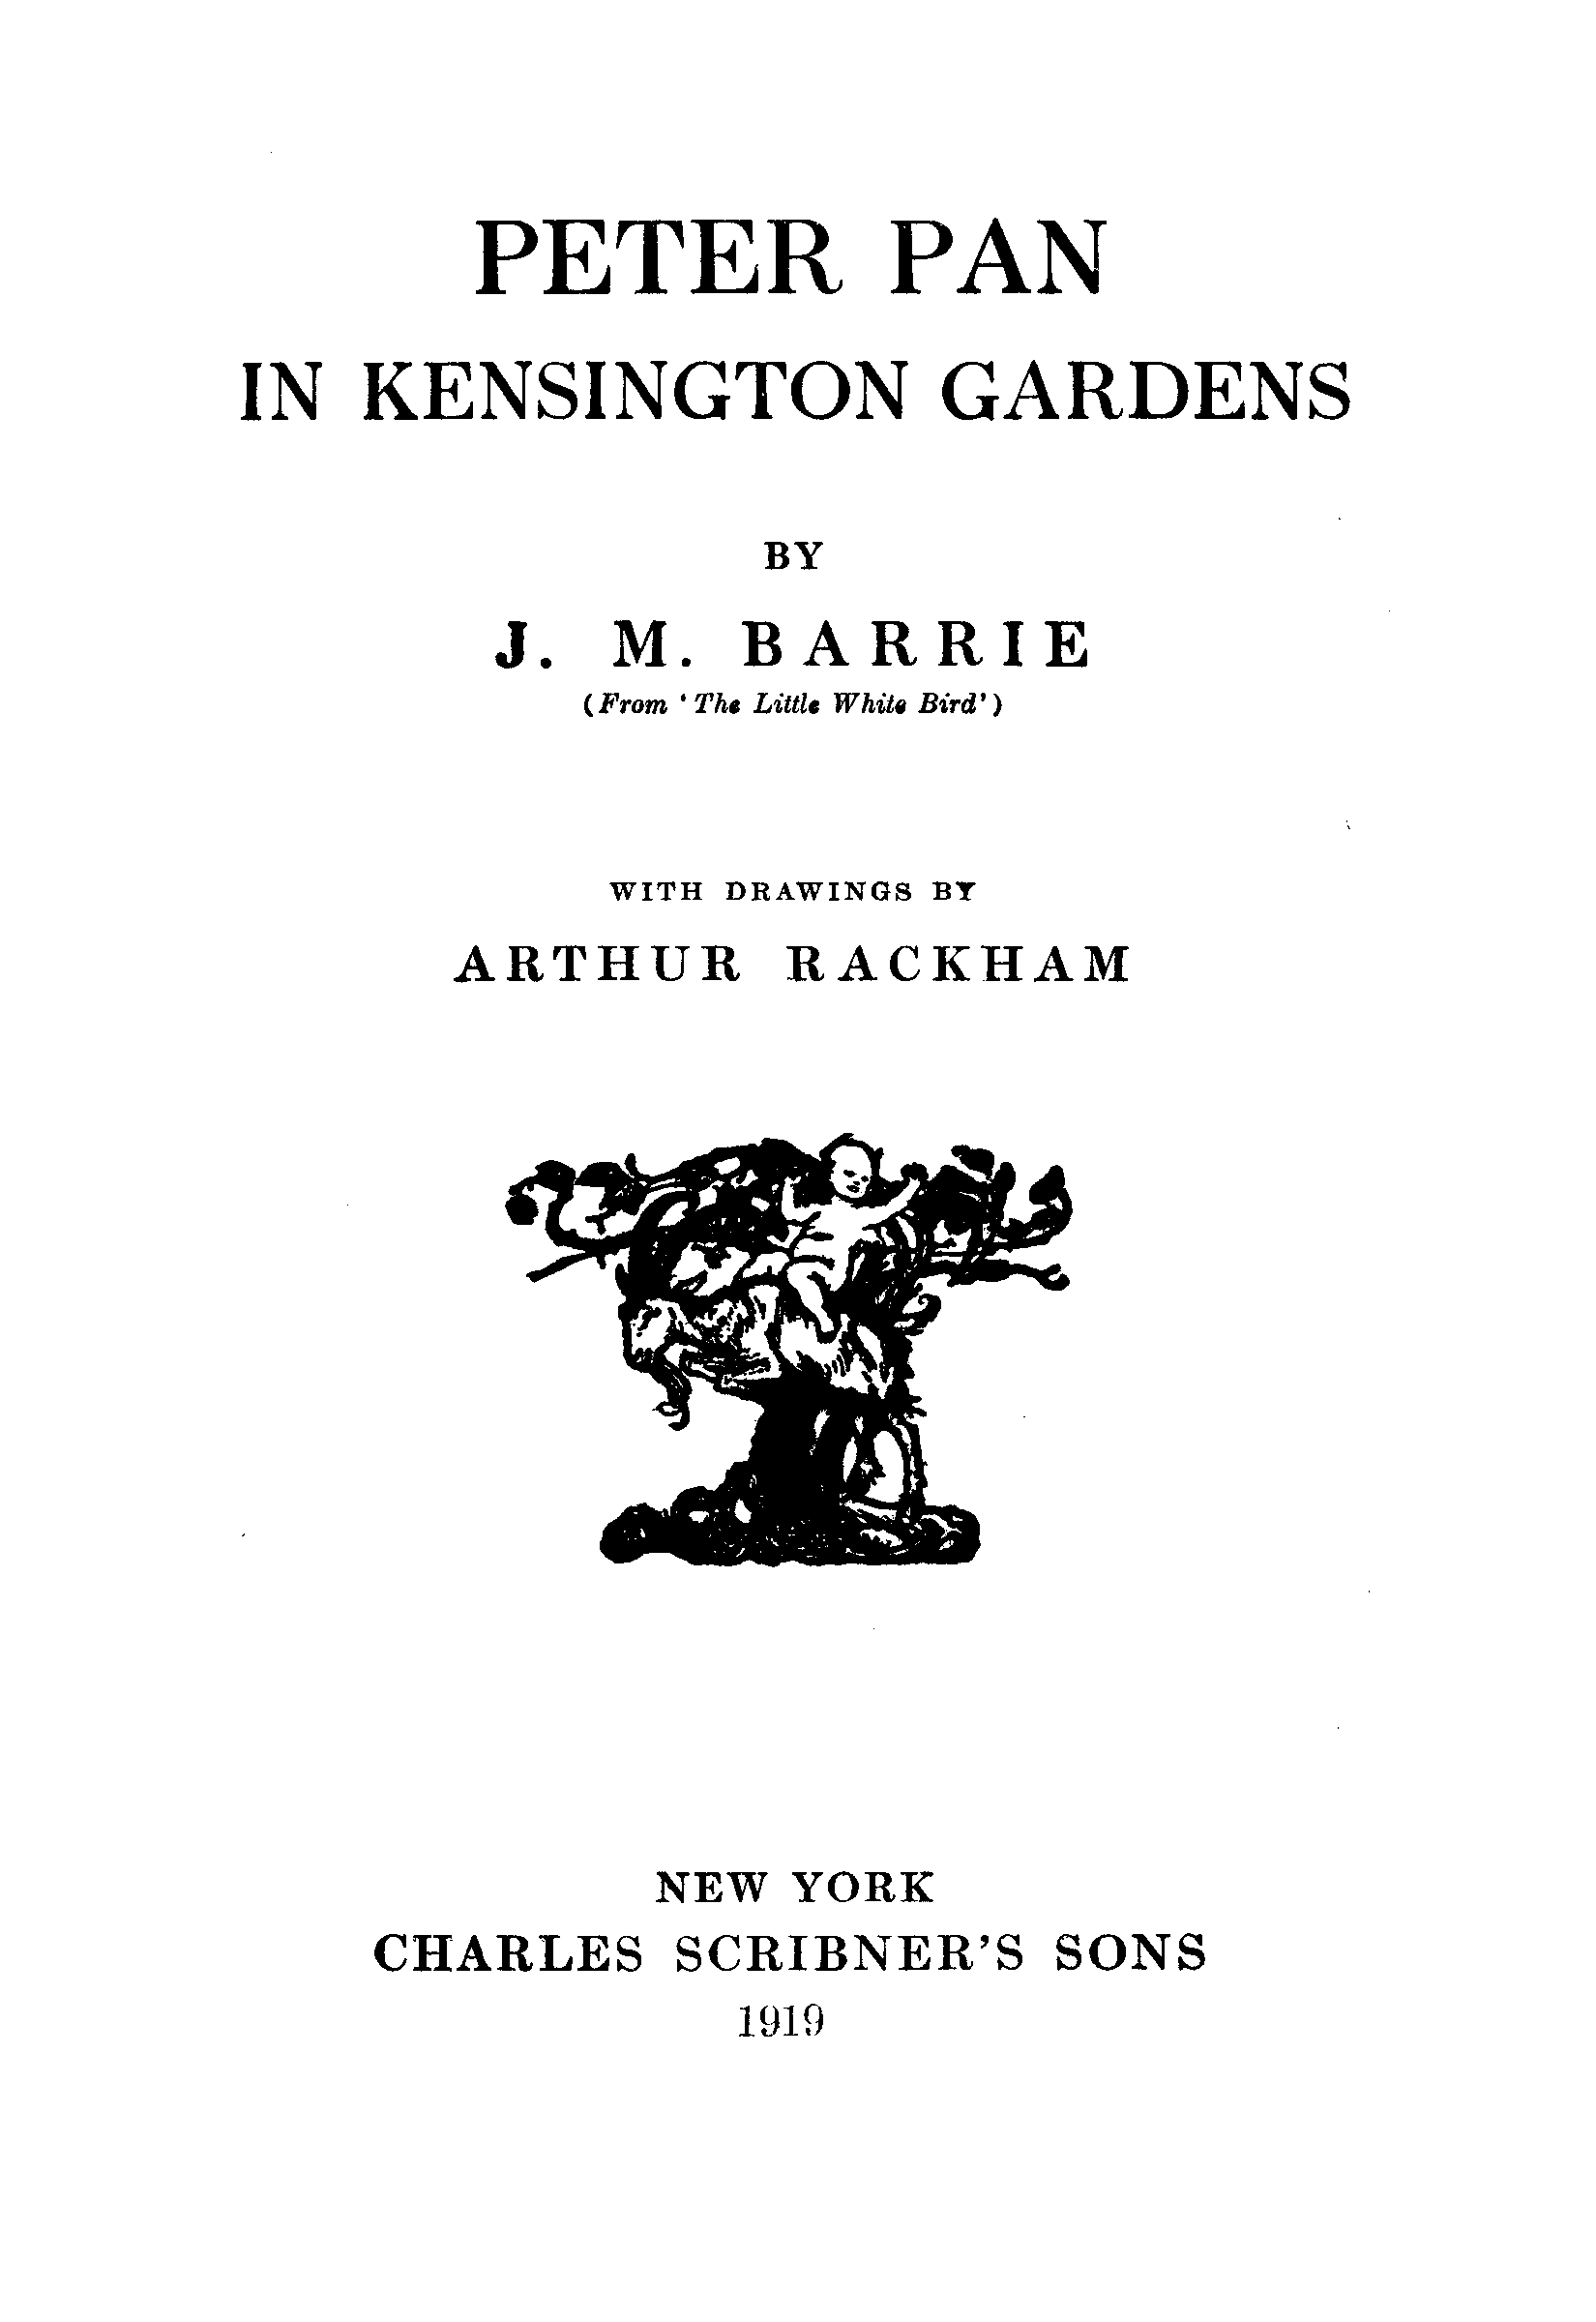 PETER PAN
IN KENSINGTON GARDENS
BY
J. M. BARRIE
(From ‘The Little White Bird’)
WITH DRAWINGS BY
ARTHUR RACKHAM
NEW YORK
CHARLES SCRIBNER’S SONS
1919